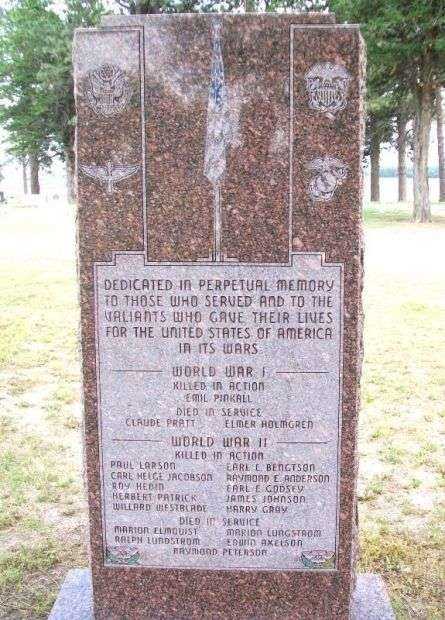 DEDICATED IN PERPETUAL MEMORY
TO THOSE WHO SERVED AND TO THE
VALIANTS WHO GAVE THEIR LIVES
FOR THE UNITED STATES OF AMERICA
IN ITS WARS
WORLD WAR I
KILLED IN ACTION
EMIL PINKALL
DIED IN SERVICE
CLAUDE PRATT ELMER HOLMGREN
WORLD WAR II
KILLED IN ACTION
PAUL LARSON EARL E. BENGTSON
CARL HELGE JACOBSON RAYMOND E. ANDERSON
ROY HEDIN EARL E. GODSEY
HERBERT PATRICK JAMES JOHNSON
WILLARD WESTBLADE HARRY GRAY
DIED IN SERVICE
MARION ELMQUIST MARION LUNGSTROM
RALPH LUNDSTROM EDWIN AXELSON
RAYMOND PETERSON